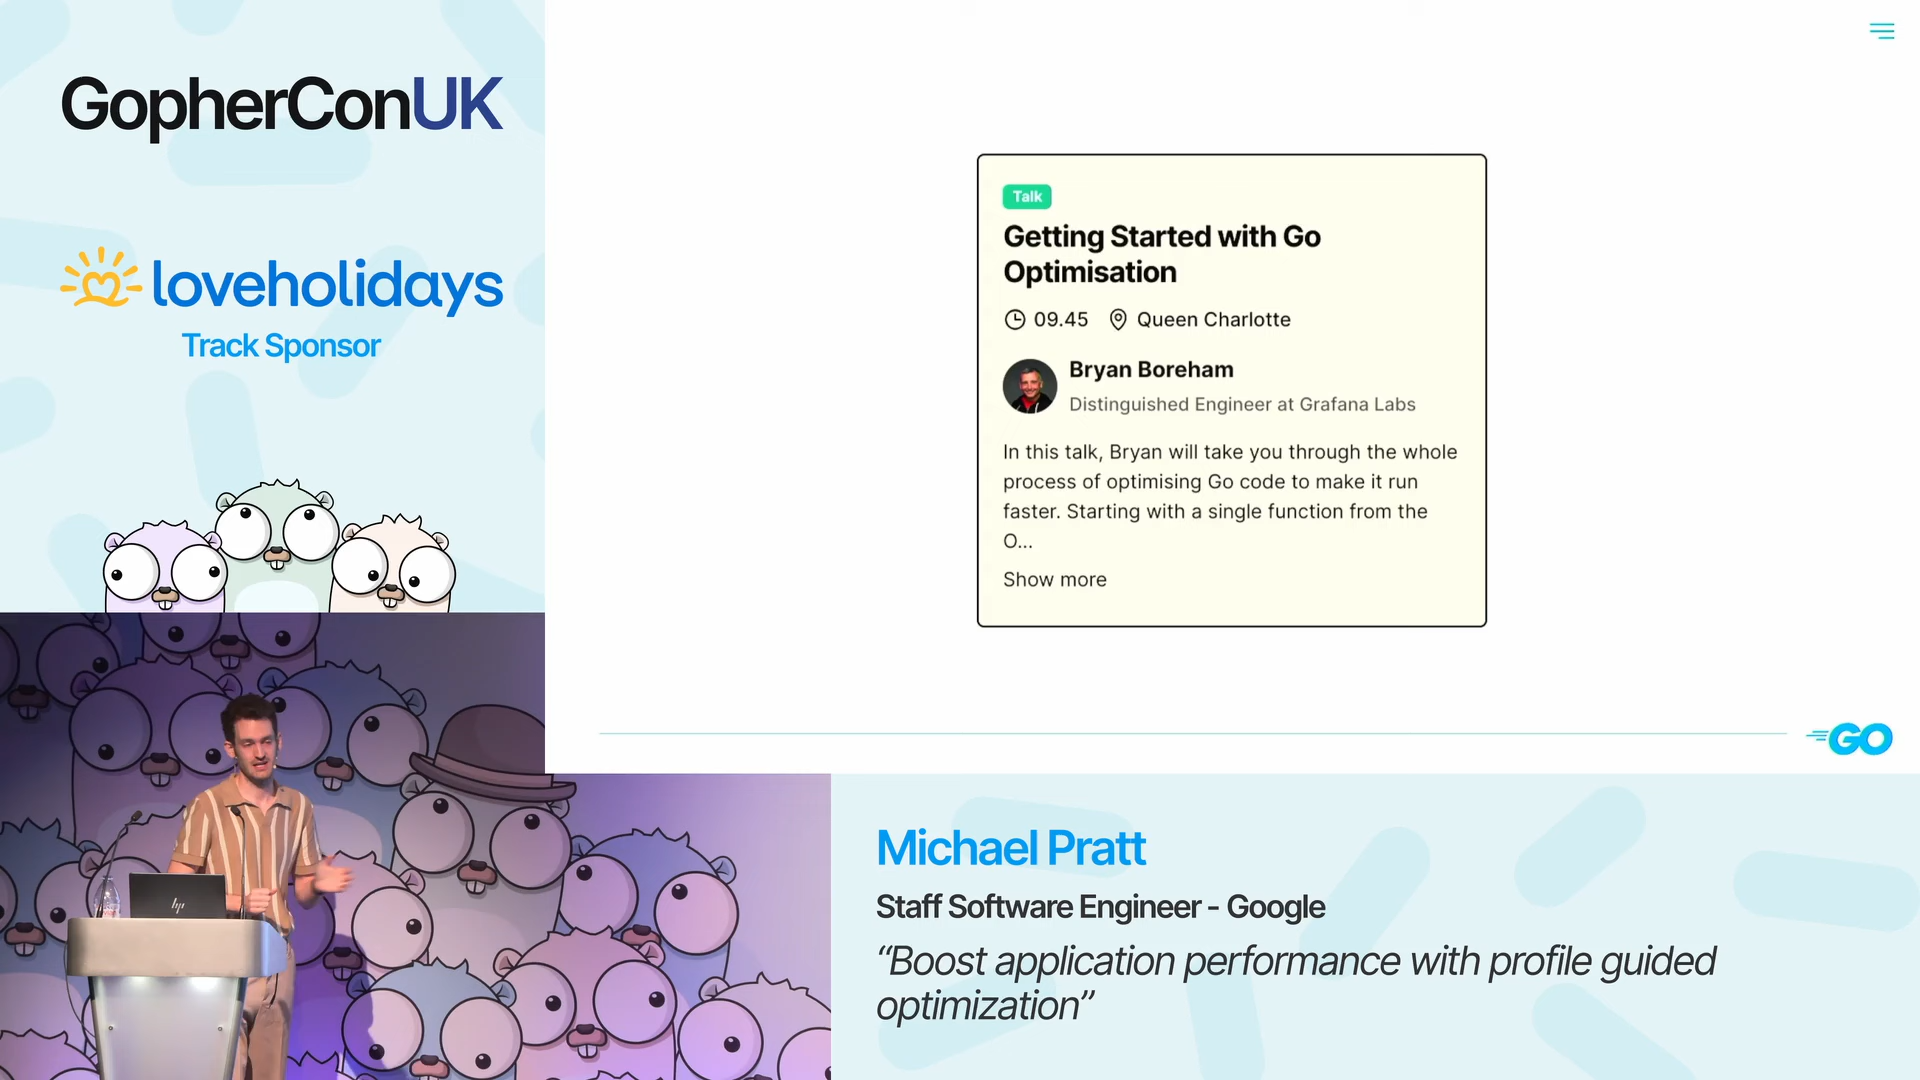 GopherConUK
loveholidays
Track Sponsor
Talk
Getting Started with Go
Optimisation
09.45 Queen Charlotte
Bryan Boreham
Distinguished Engineer at Grafana Labs
In this talk, Bryan will take you through the whole
process of optimising Go code to make it run
faster. Starting with a single function from the
O...
Show more
GO
hp
Michael Pratt
Staff Software Engineer - Google
“Boost application performance with profile guided
optimization”